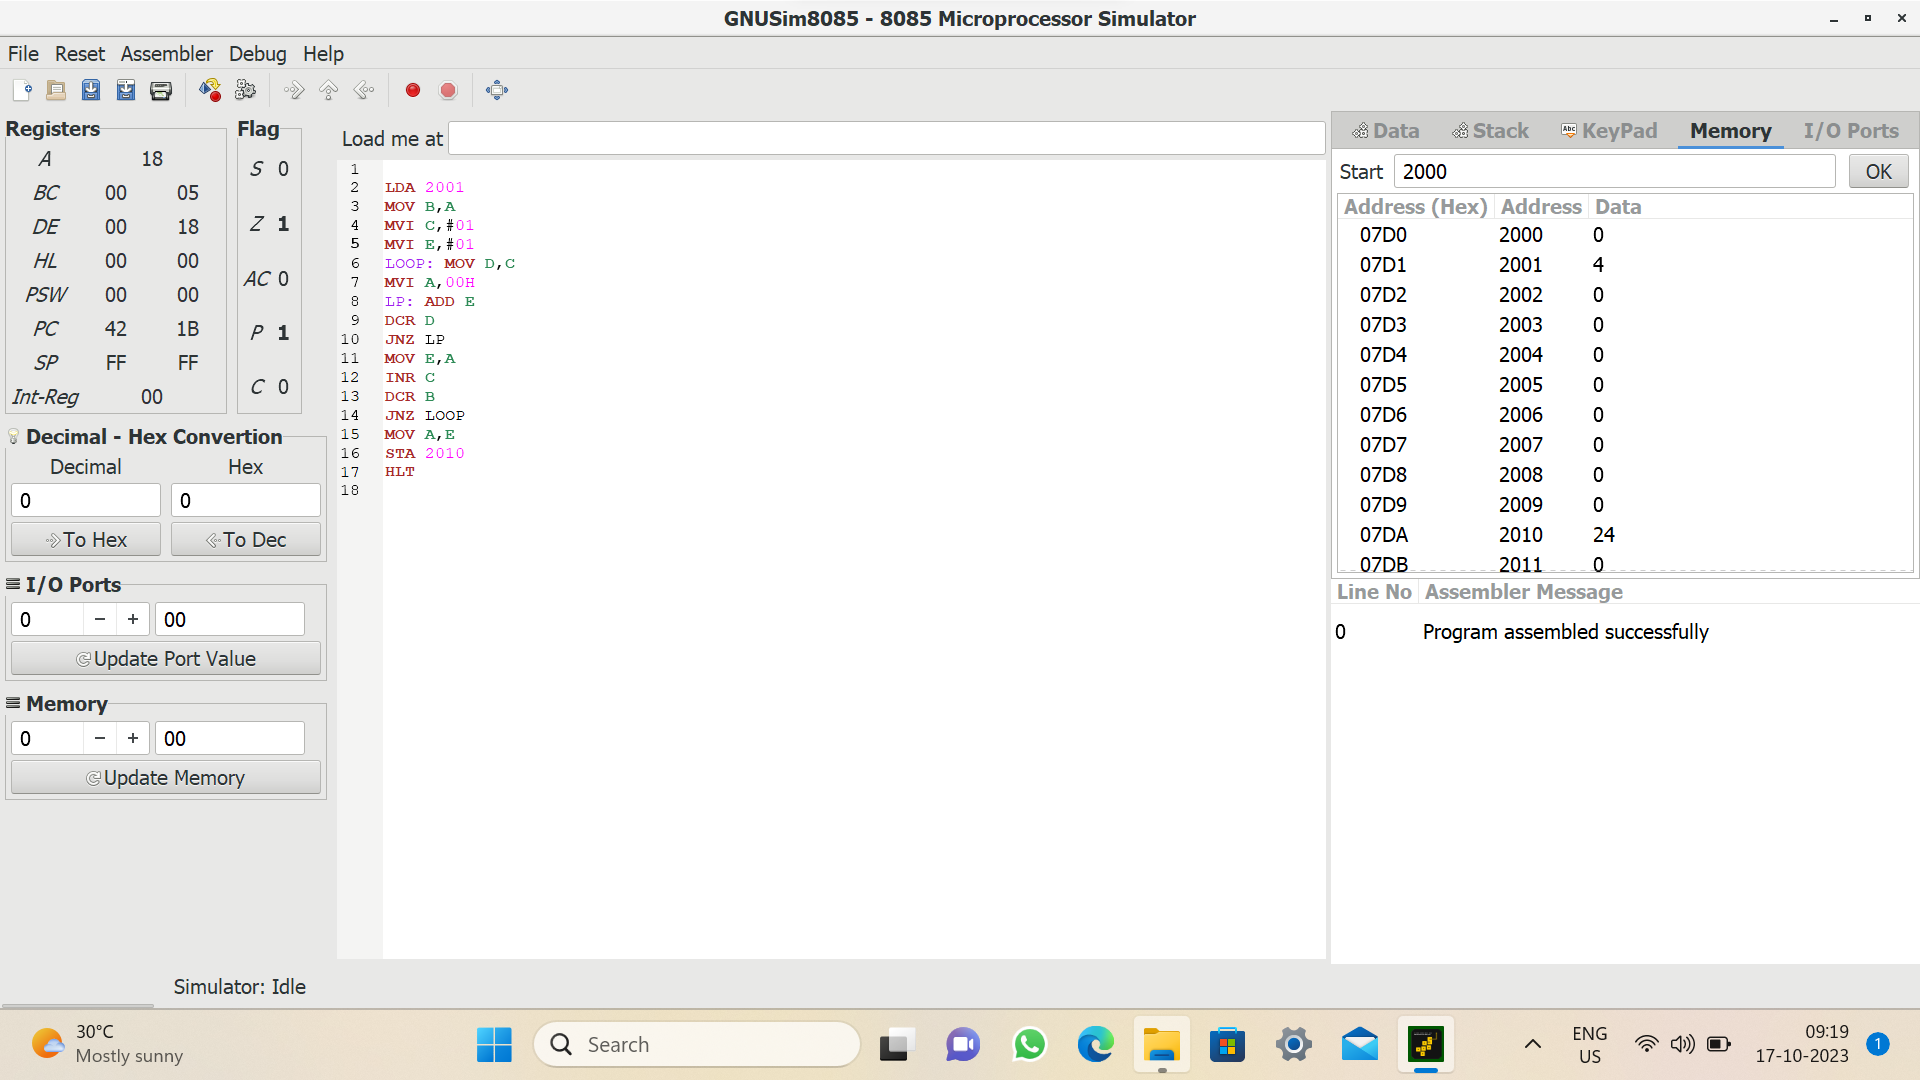 GNUSim8085 - 8085 Microprocessor Simulator
File Reset Assembler Debug Help
Registers
A 18
BC 00 05
DE 00 18
HL 00 00
PSW 00 00
PC 42 1B
SP FF FF
Int-Reg 00
Flag
S 0
Z 1
AC 0
P 1
C 0
Decimal - Hex Convertion
Decimal Hex
0 0
To Hex To Dec
I/O Ports
0 − + 00
Update Port Value
Memory
0 − + 00
Update Memory
Load me at
1
2 LDA 2001
3 MOV B,A
4 MVI C,#01
5 MVI E,#01
6 LOOP: MOV D,C
7 MVI A,00H
8 LP: ADD E
9 DCR D
10 JNZ LP
11 MOV E,A
12 INR C
13 DCR B
14 JNZ LOOP
15 MOV A,E
16 STA 2010
17 HLT
18
Data Stack Abc KeyPad Memory I/O Ports
Start 2000 OK
Address (Hex) Address Data
07D0 2000 0
07D1 2001 4
07D2 2002 0
07D3 2003 0
07D4 2004 0
07D5 2005 0
07D6 2006 0
07D7 2007 0
07D8 2008 0
07D9 2009 0
07DA 2010 24
07DB 2011 0
Line No Assembler Message
0 Program assembled successfully
Simulator: Idle
30°C
Mostly sunny
Search
ENG
US
09:19
17-10-2023
1